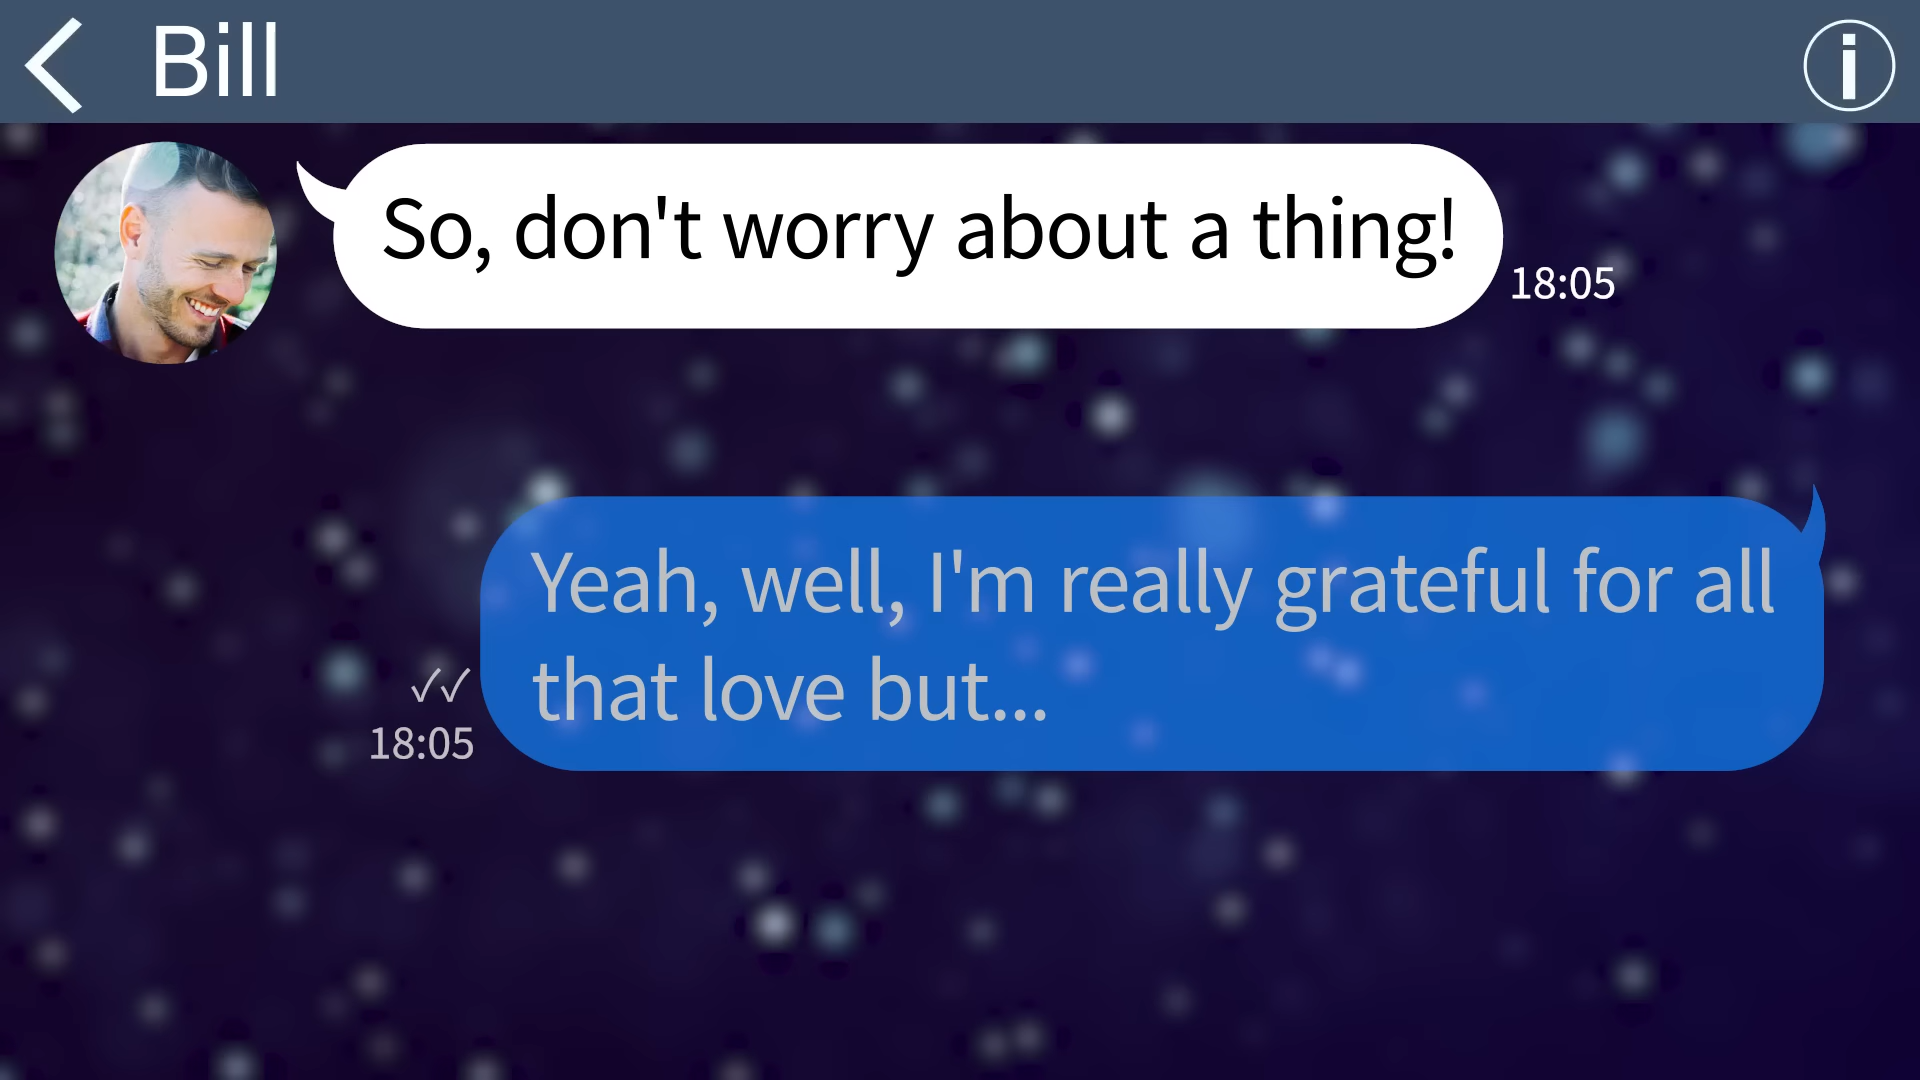 Bill
So, don't worry about a thing!
18:05
Yeah, well, I'm really grateful for all
that love but...
✓✓
18:05